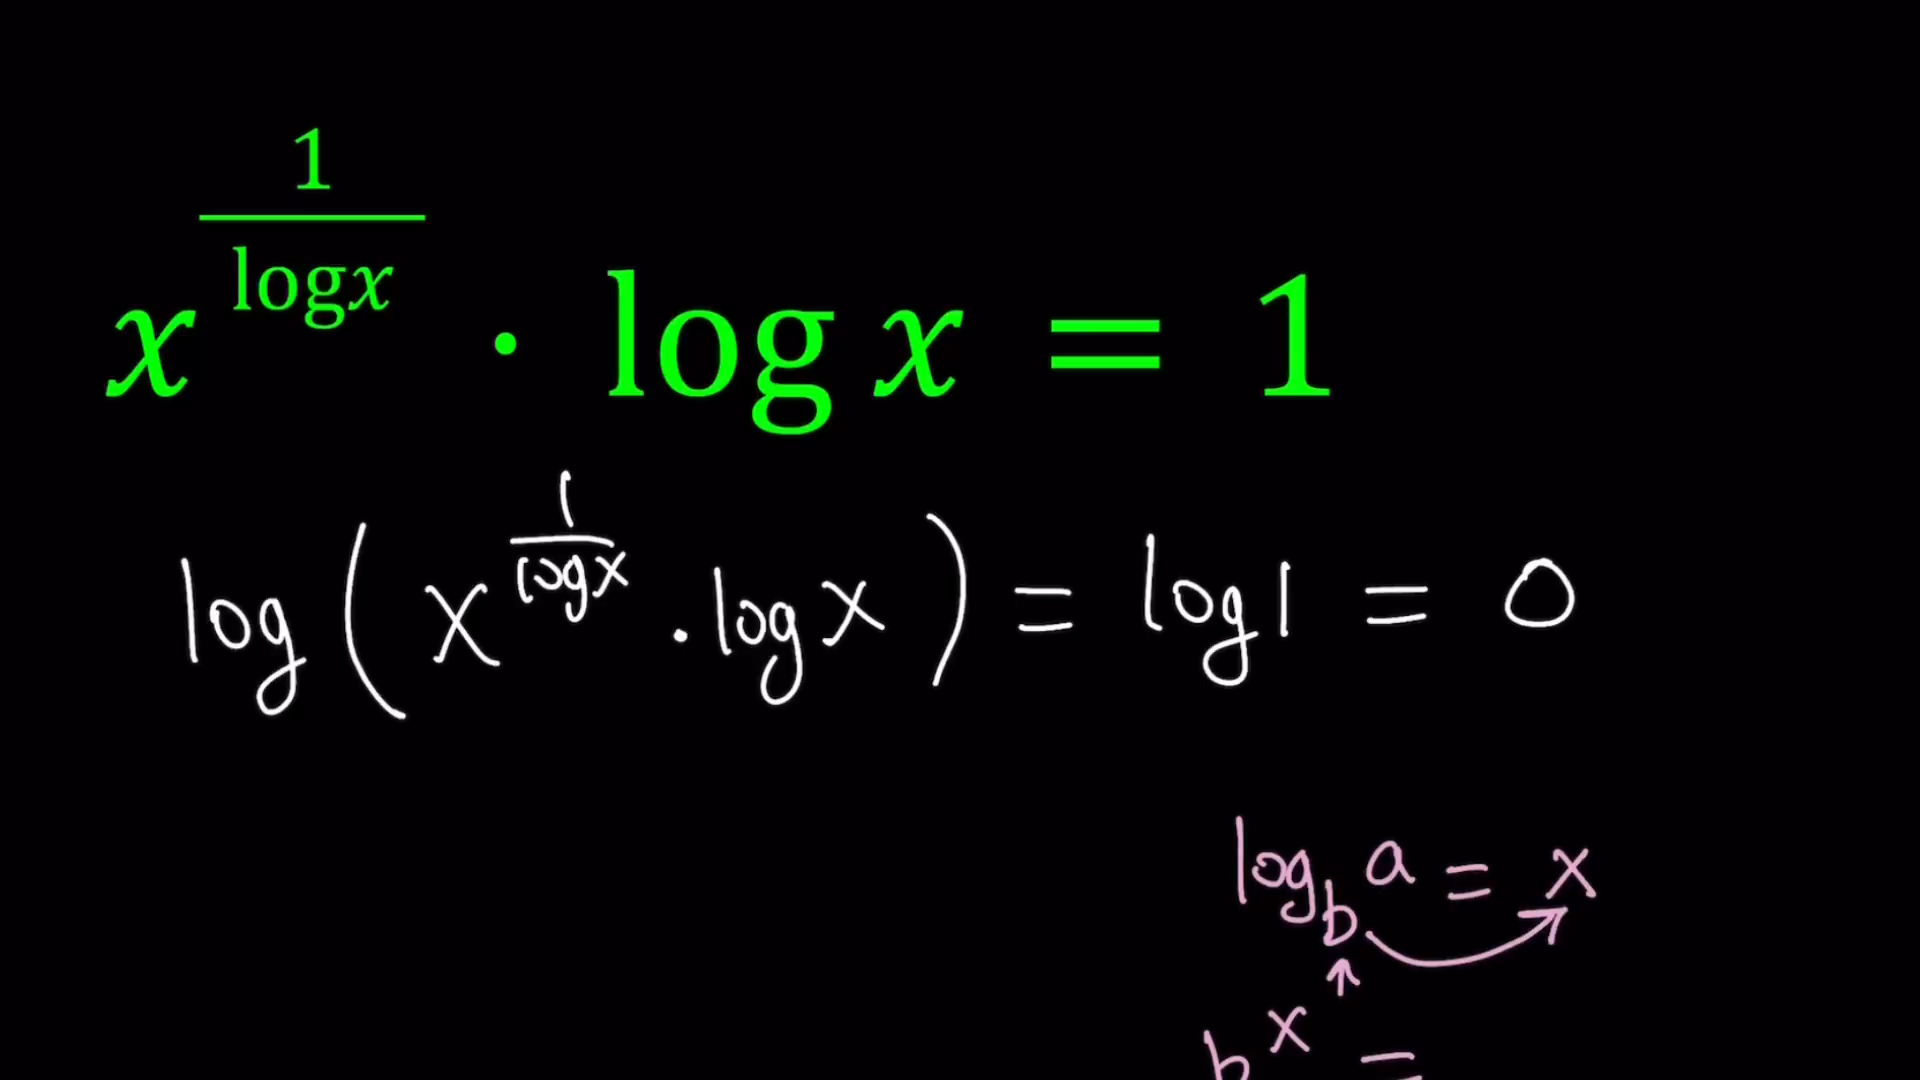 x^(1/logx) · log x = 1
log(x^(1/logx) . log x) = log 1 = 0
log_b a = x
b^x =